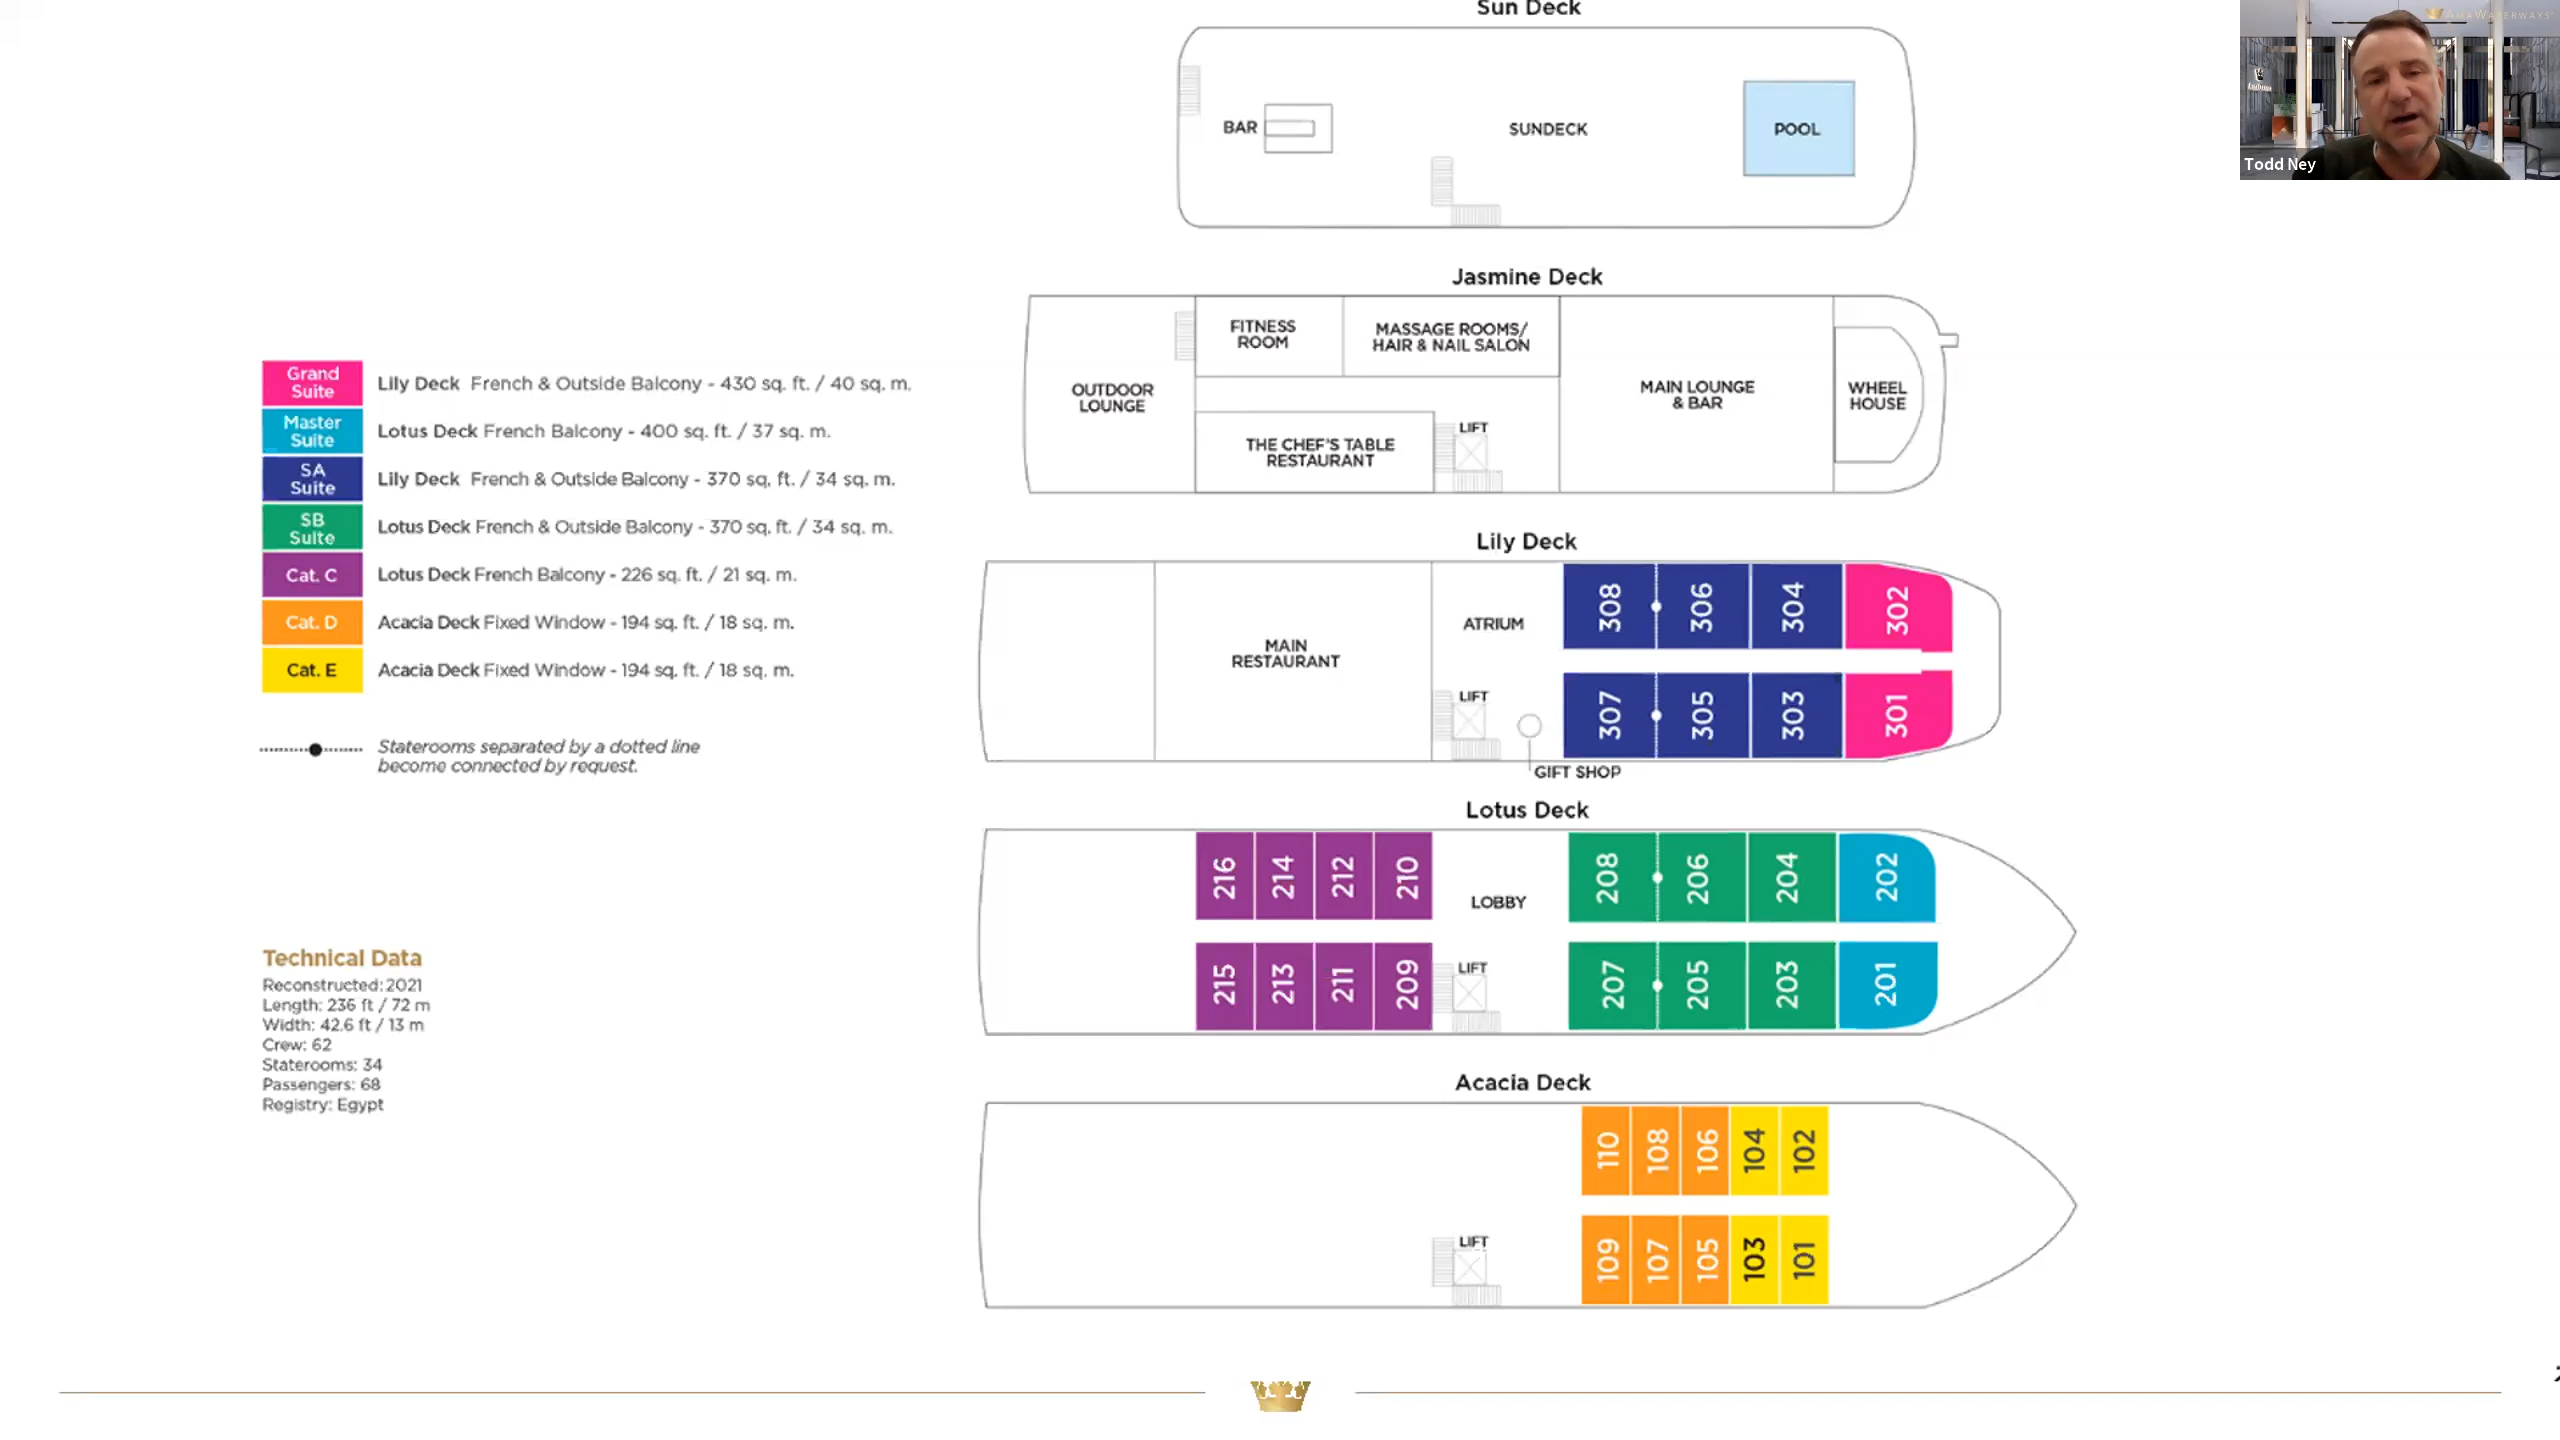 Sun Deck
BAR
SUNDECK
POOL
AMAWATERWAYS
Todd Ney
Jasmine Deck
OUTDOOR
LOUNGE
FITNESS
ROOM
MASSAGE ROOMS/
HAIR & NAIL SALON
THE CHEF'S TABLE
RESTAURANT
LIFT
MAIN LOUNGE
& BAR
WHEEL
HOUSE
Grand
Suite
Lily Deck French & Outside Balcony - 430 sq. ft. / 40 sq. m.
Master
Suite
Lotus Deck French Balcony - 400 sq. ft. / 37 sq. m.
SA
Suite
Lily Deck French & Outside Balcony - 370 sq. ft. / 34 sq. m.
SB
Suite
Lotus Deck French & Outside Balcony - 370 sq. ft. / 34 sq. m.
Cat. C
Lotus Deck French Balcony - 226 sq. ft. / 21 sq. m.
Cat. D
Acacia Deck Fixed Window - 194 sq. ft. / 18 sq. m.
Cat. E
Acacia Deck Fixed Window - 194 sq. ft. / 18 sq. m.
Staterooms separated by a dotted line
become connected by request.
Lily Deck
MAIN
RESTAURANT
ATRIUM
LIFT
GIFT SHOP
308 306 304 302
307 305 303 301
Lotus Deck
216 214 212 210
LOBBY
208 206 204 202
215 213 211 209
LIFT
207 205 203 201
Technical Data
Reconstructed: 2021
Length: 236 ft / 72 m
Width: 42.6 ft / 13 m
Crew: 62
Staterooms: 34
Passengers: 68
Registry: Egypt
Acacia Deck
110 108 106 104 102
LIFT
109 107 105 103 101